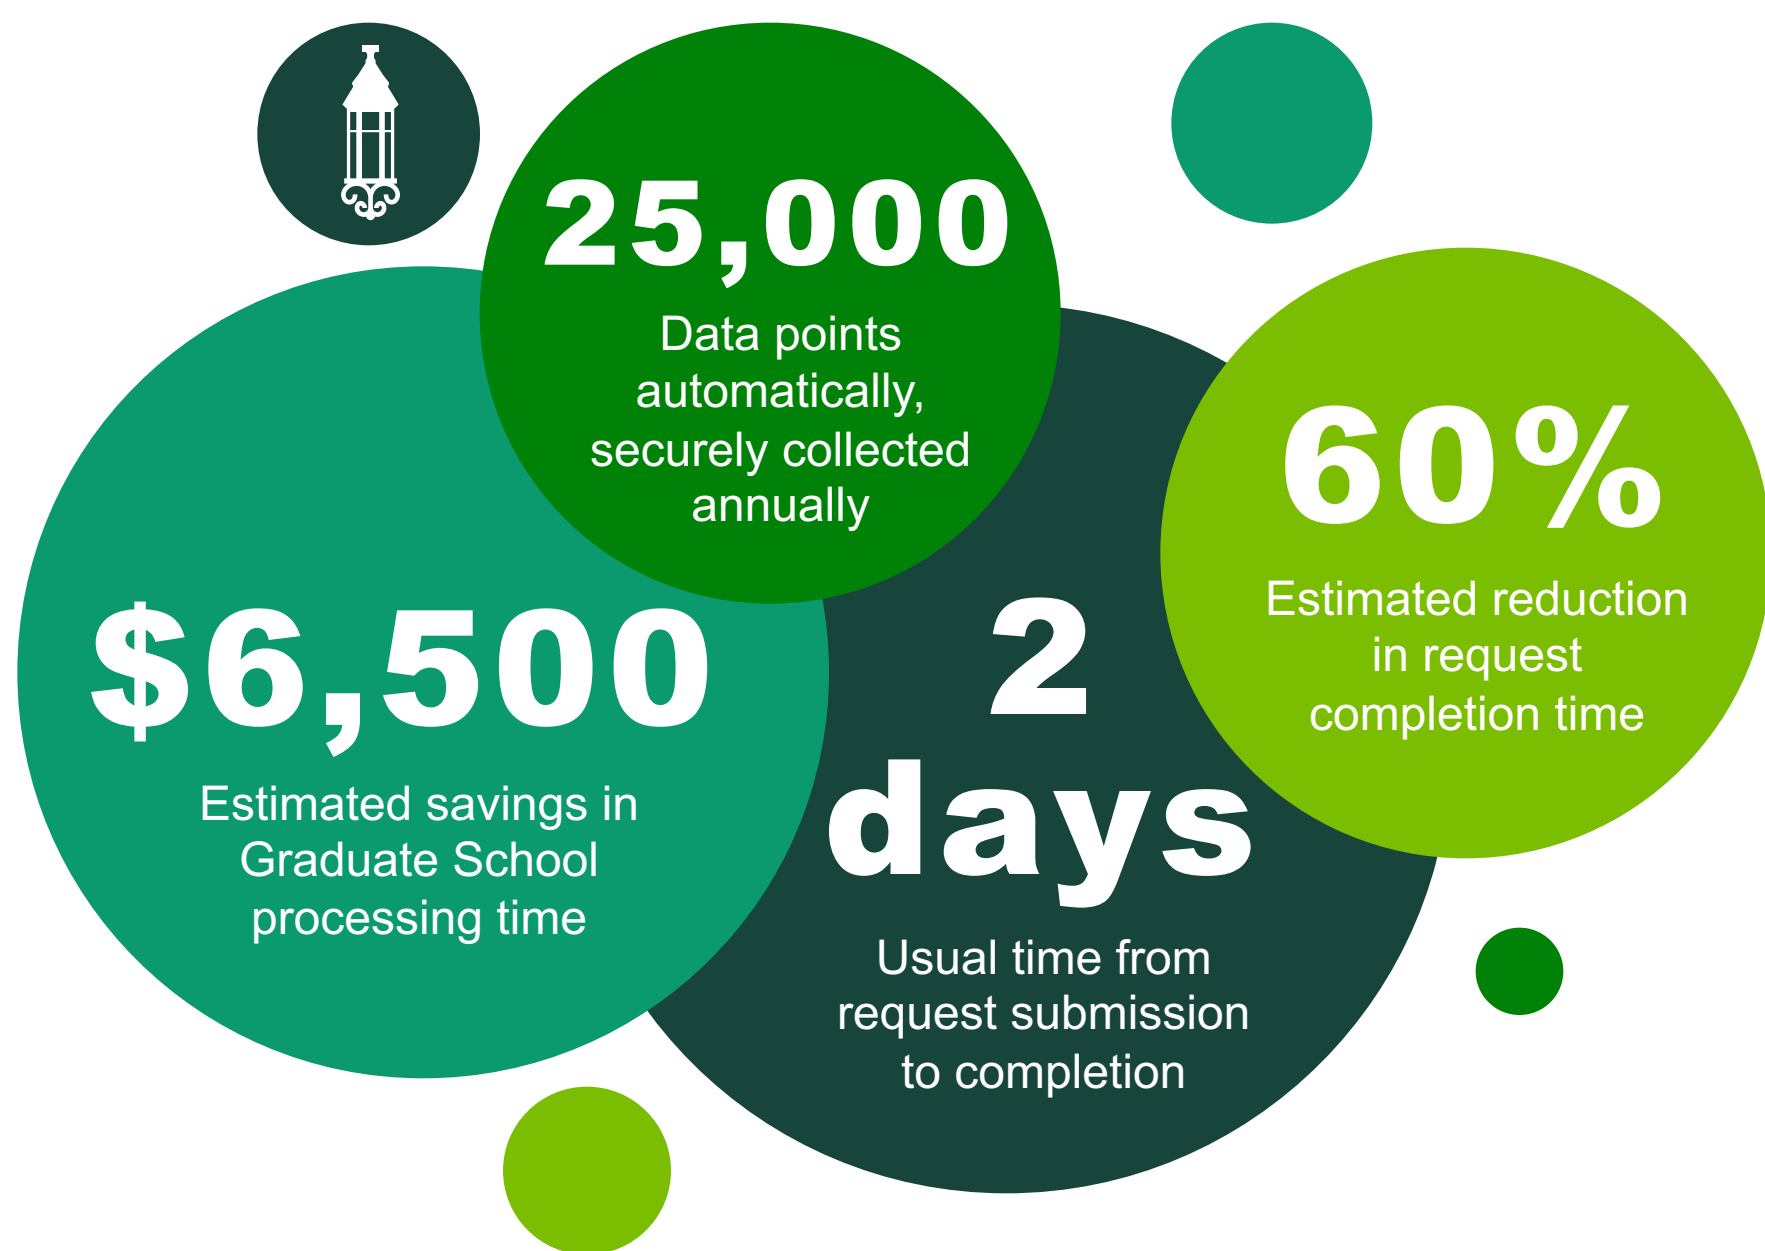 25,000
Data points
automatically,
securely collected
annually
60%
Estimated reduction
in request
completion time
$6,500
Estimated savings in
Graduate School
processing time
2
days
Usual time from
request submission
to completion